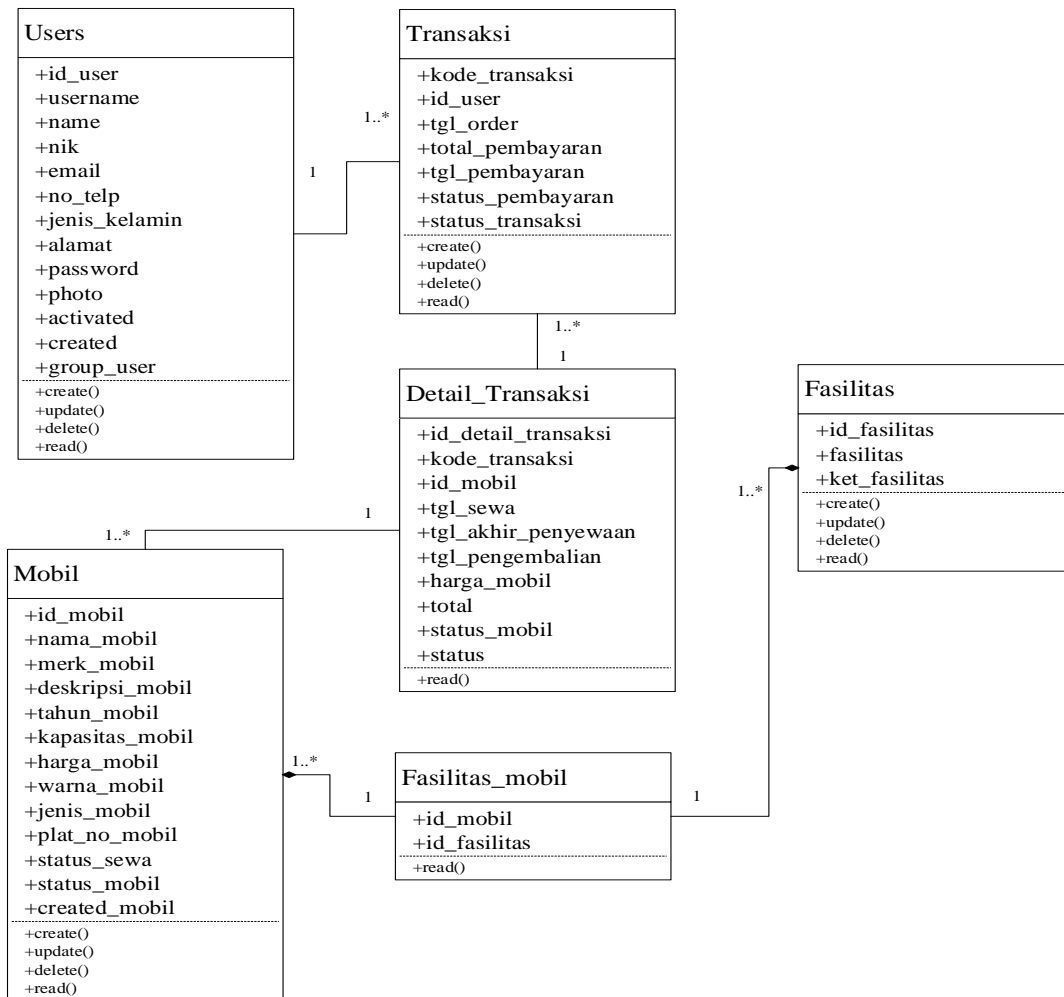 Users
+id_user
+username
+name
+nik
+email
+no_telp
+jenis_kelamin
+alamat
+password
+photo
+activated
+created
+group_user
+create()
+update()
+delete()
+read()
1
1..*
Transaksi
+kode_transaksi
+id_user
+tgl_order
+total_pembayaran
+tgl_pembayaran
+status_pembayaran
+status_transaksi
+create()
+update()
+delete()
+read()
1..*
1
Detail_Transaksi
+id_detail_transaksi
+kode_transaksi
+id_mobil
+tgl_sewa
+tgl_akhir_penyewaan
+tgl_pengembalian
+harga_mobil
+total
+status_mobil
+status
+read()
1
1..*
Fasilitas
+id_fasilitas
+fasilitas
+ket_fasilitas
+create()
+update()
+delete()
+read()
1..*
Mobil
+id_mobil
+nama_mobil
+merk_mobil
+deskripsi_mobil
+tahun_mobil
+kapasitas_mobil
+harga_mobil
+warna_mobil
+jenis_mobil
+plat_no_mobil
+status_sewa
+status_mobil
+created_mobil
+create()
+update()
+delete()
+read()
1..*
1
Fasilitas_mobil
+id_mobil
+id_fasilitas
+read()
1